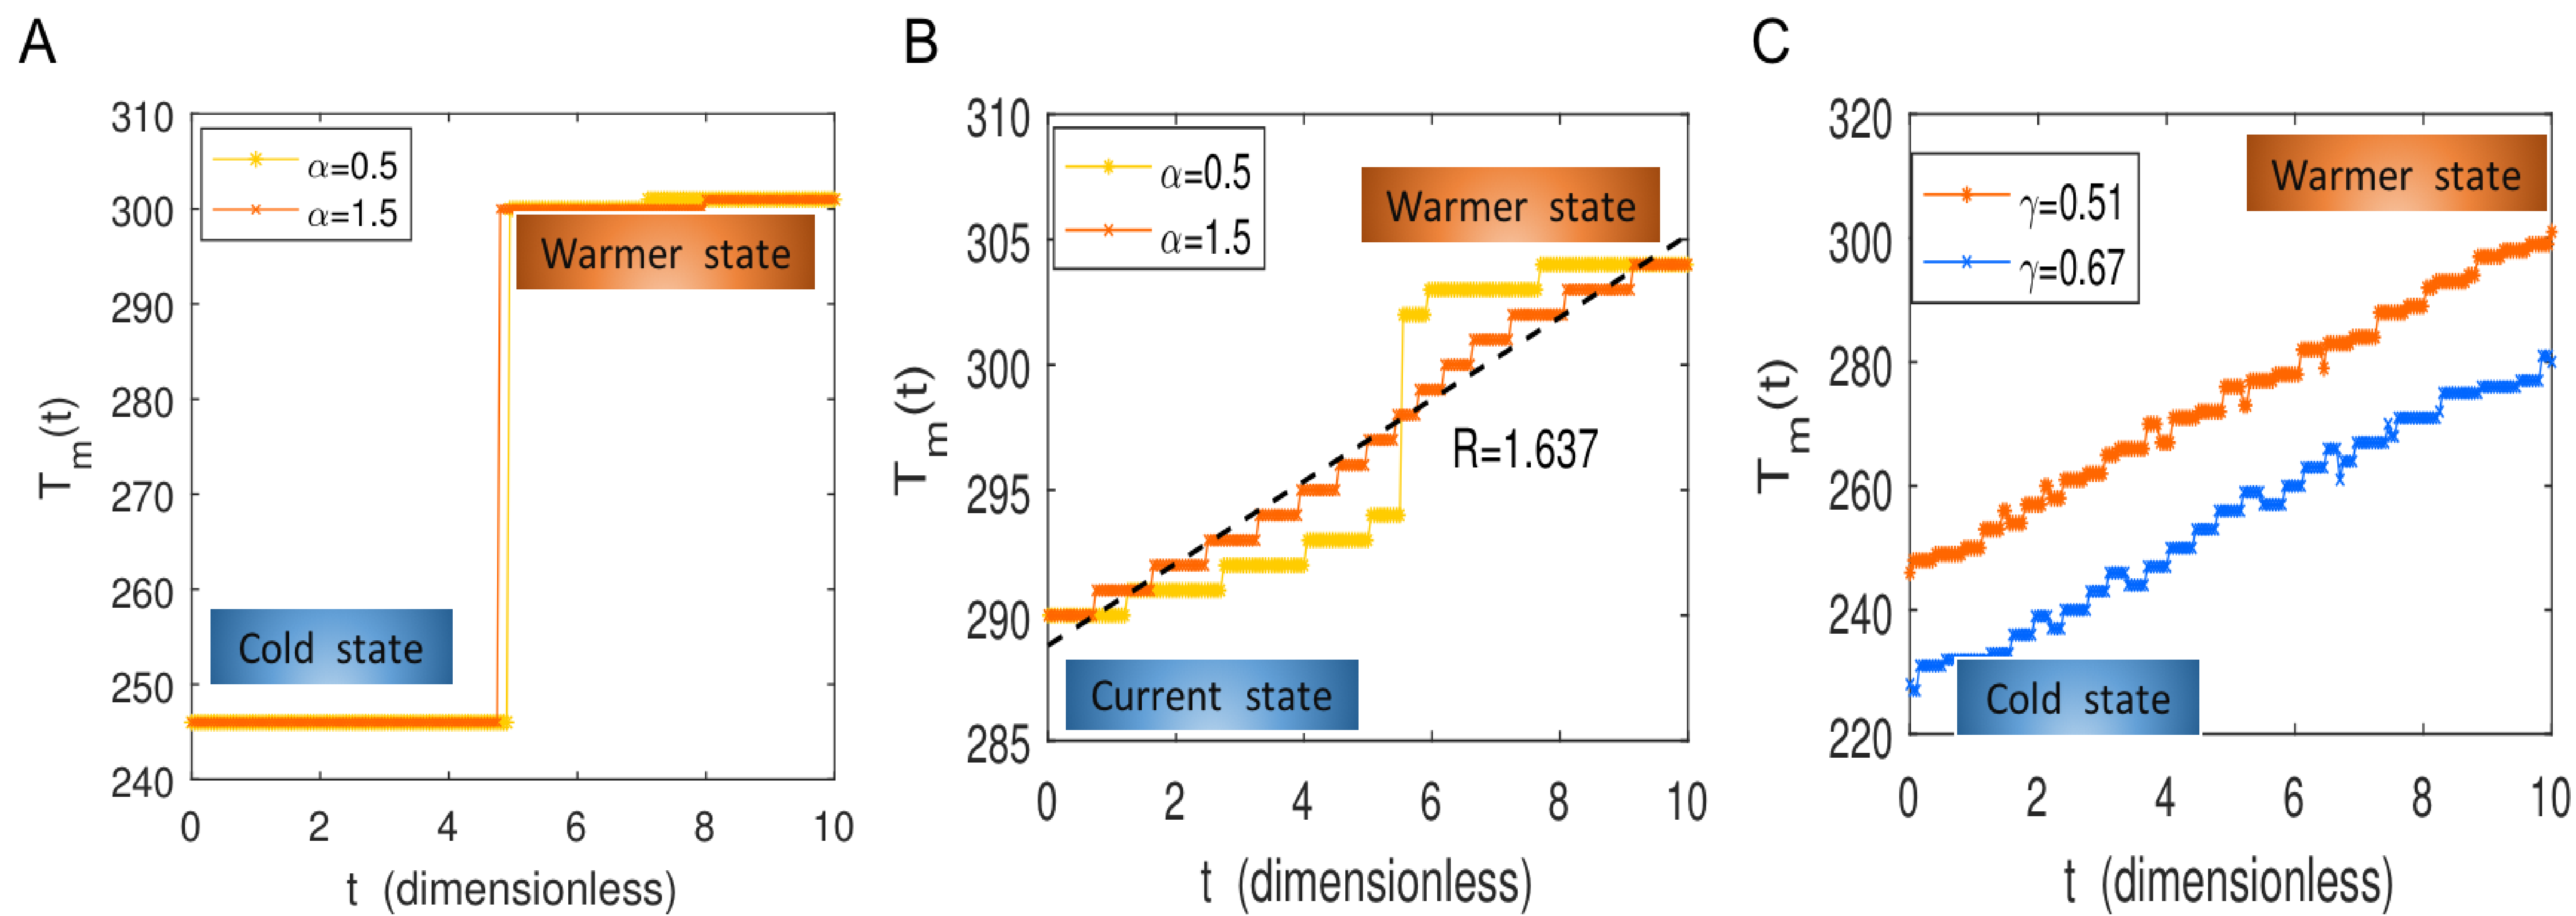 A
310
300
290
280
270
260
250
240
0 2 4 6 8 10
T_m(t)
t (dimensionless)
α=0.5
α=1.5
Warmer state
Cold state
B
310
305
300
295
290
285
0 2 4 6 8 10
T_m(t)
t (dimensionless)
α=0.5
α=1.5
Warmer state
R=1.637
Current state
C
320
300
280
260
240
220
0 2 4 6 8 10
T_m(t)
t (dimensionless)
γ=0.51
γ=0.67
Warmer state
Cold state